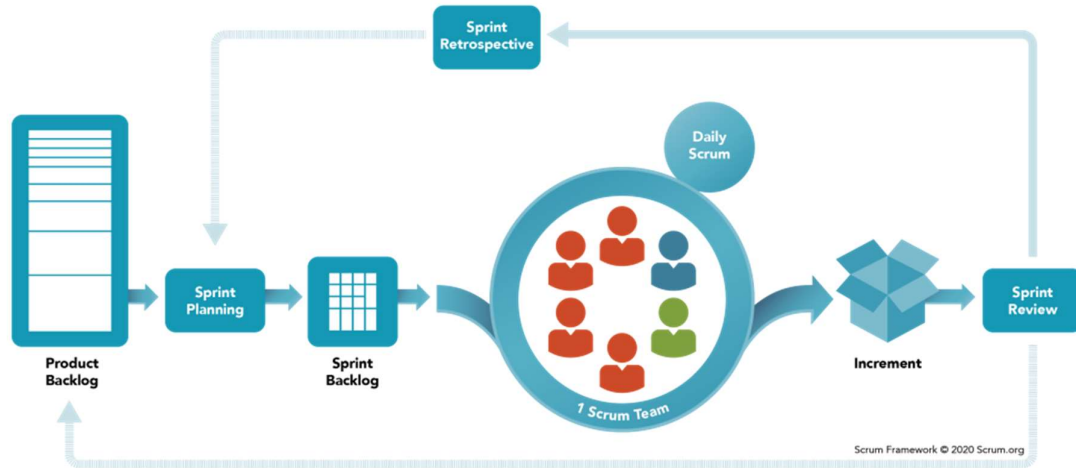 Sprint
Retrospective
Daily
Scrum
Sprint
Planning
Sprint
Review
Product
Backlog
Sprint
Backlog
Increment
1 Scrum Team
Scrum Framework © 2020 Scrum.org